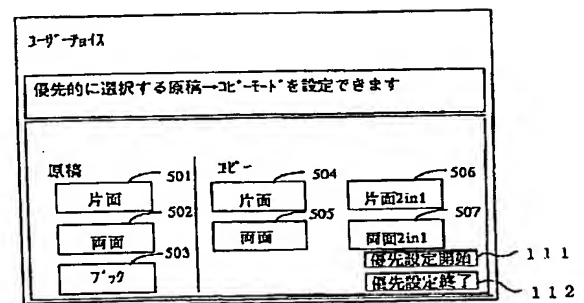 ﾕｰｻﾞｰﾁｮｲｽ
優先的に選択する原稿→ｺﾋﾟｰﾓｰﾄﾞを設定できます
原稿
501
片面
502
両面
503
ﾌﾞｯｸ
ｺﾋﾟｰ
504
片面
505
両面
506
片面2in1
507
両面2in1
優先設定開始
111
優先設定終了
112